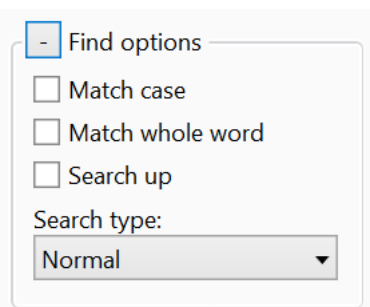 - Find options
Match case
Match whole word
Search up
Search type:
Normal